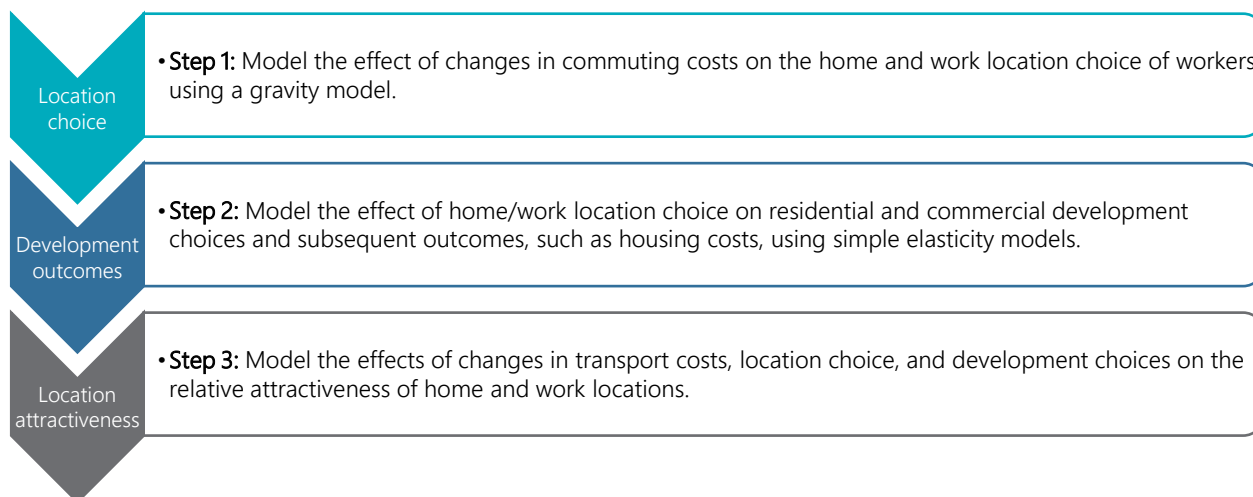 Location
choice
• Step 1: Model the effect of changes in commuting costs on the home and work location choice of workers
using a gravity model.
Development
outcomes
• Step 2: Model the effect of home/work location choice on residential and commercial development
choices and subsequent outcomes, such as housing costs, using simple elasticity models.
Location
attractiveness
• Step 3: Model the effects of changes in transport costs, location choice, and development choices on the
relative attractiveness of home and work locations.